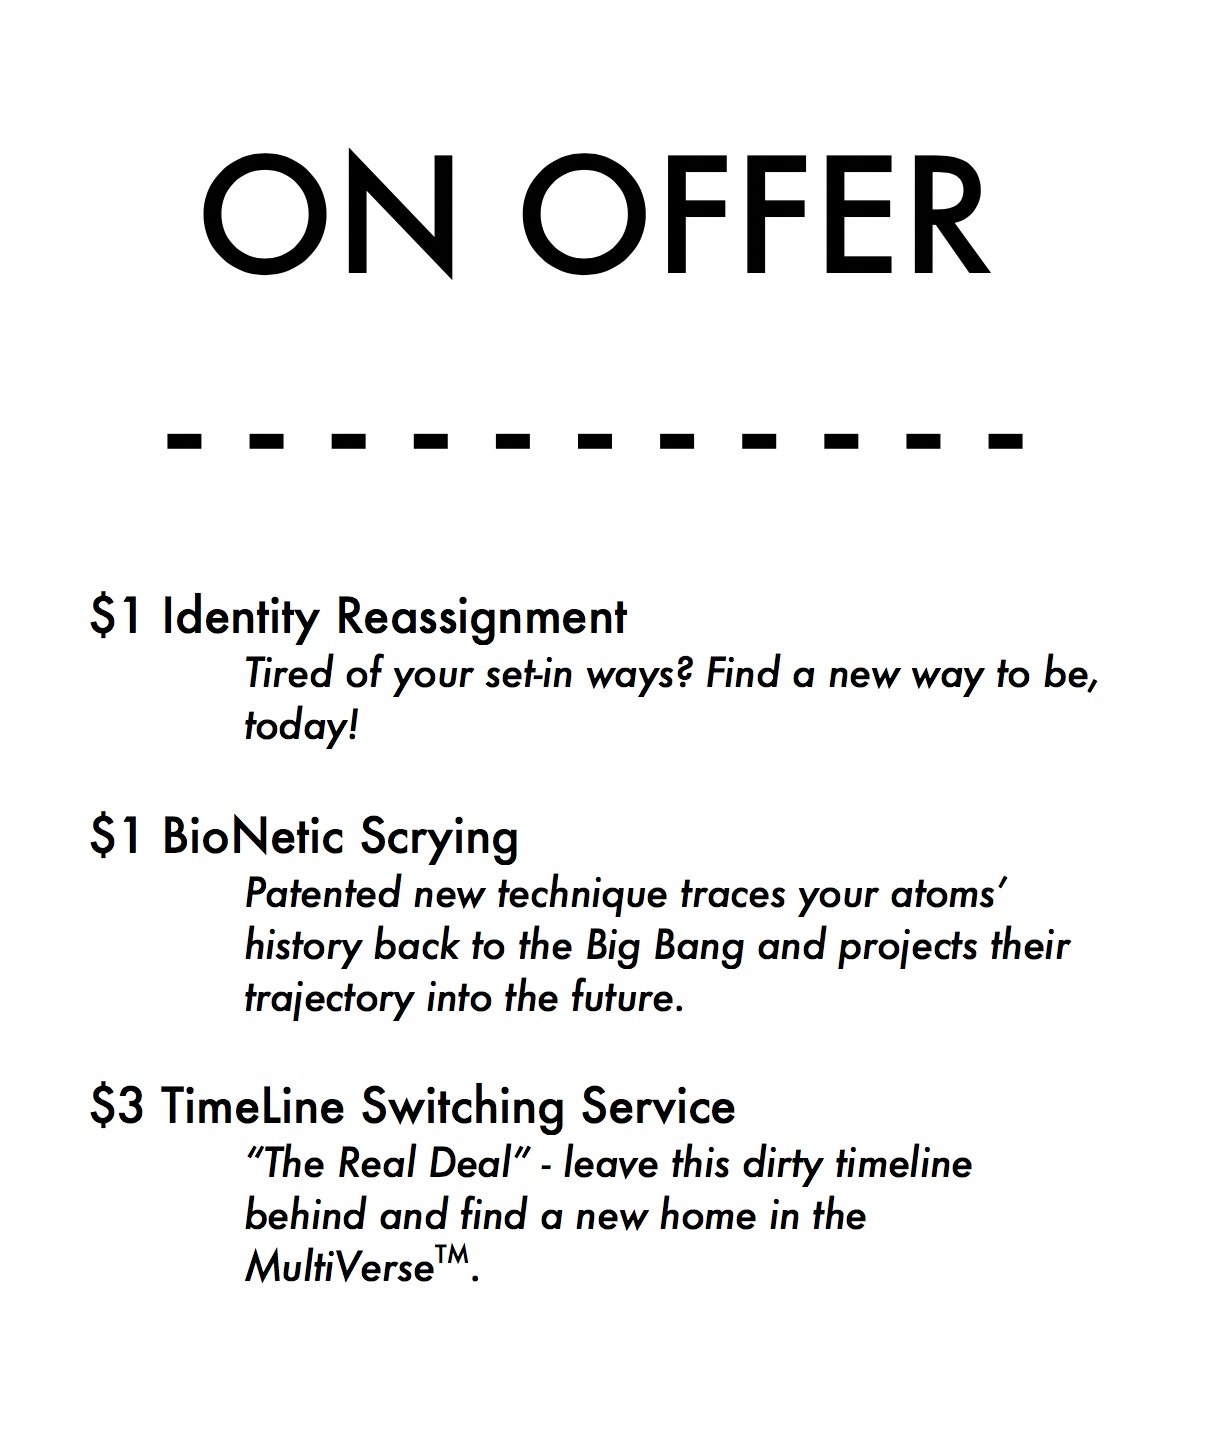 ON OFFER
- - - - - - - - - - -
$1 Identity Reassignment
Tired of your set-in ways? Find a new way to be,
today!
$1 BioNetic Scrying
Patented new technique traces your atoms’
history back to the Big Bang and projects their
trajectory into the future.
$3 TimeLine Switching Service
“The Real Deal” - leave this dirty timeline
behind and find a new home in the
MultiVerse™.